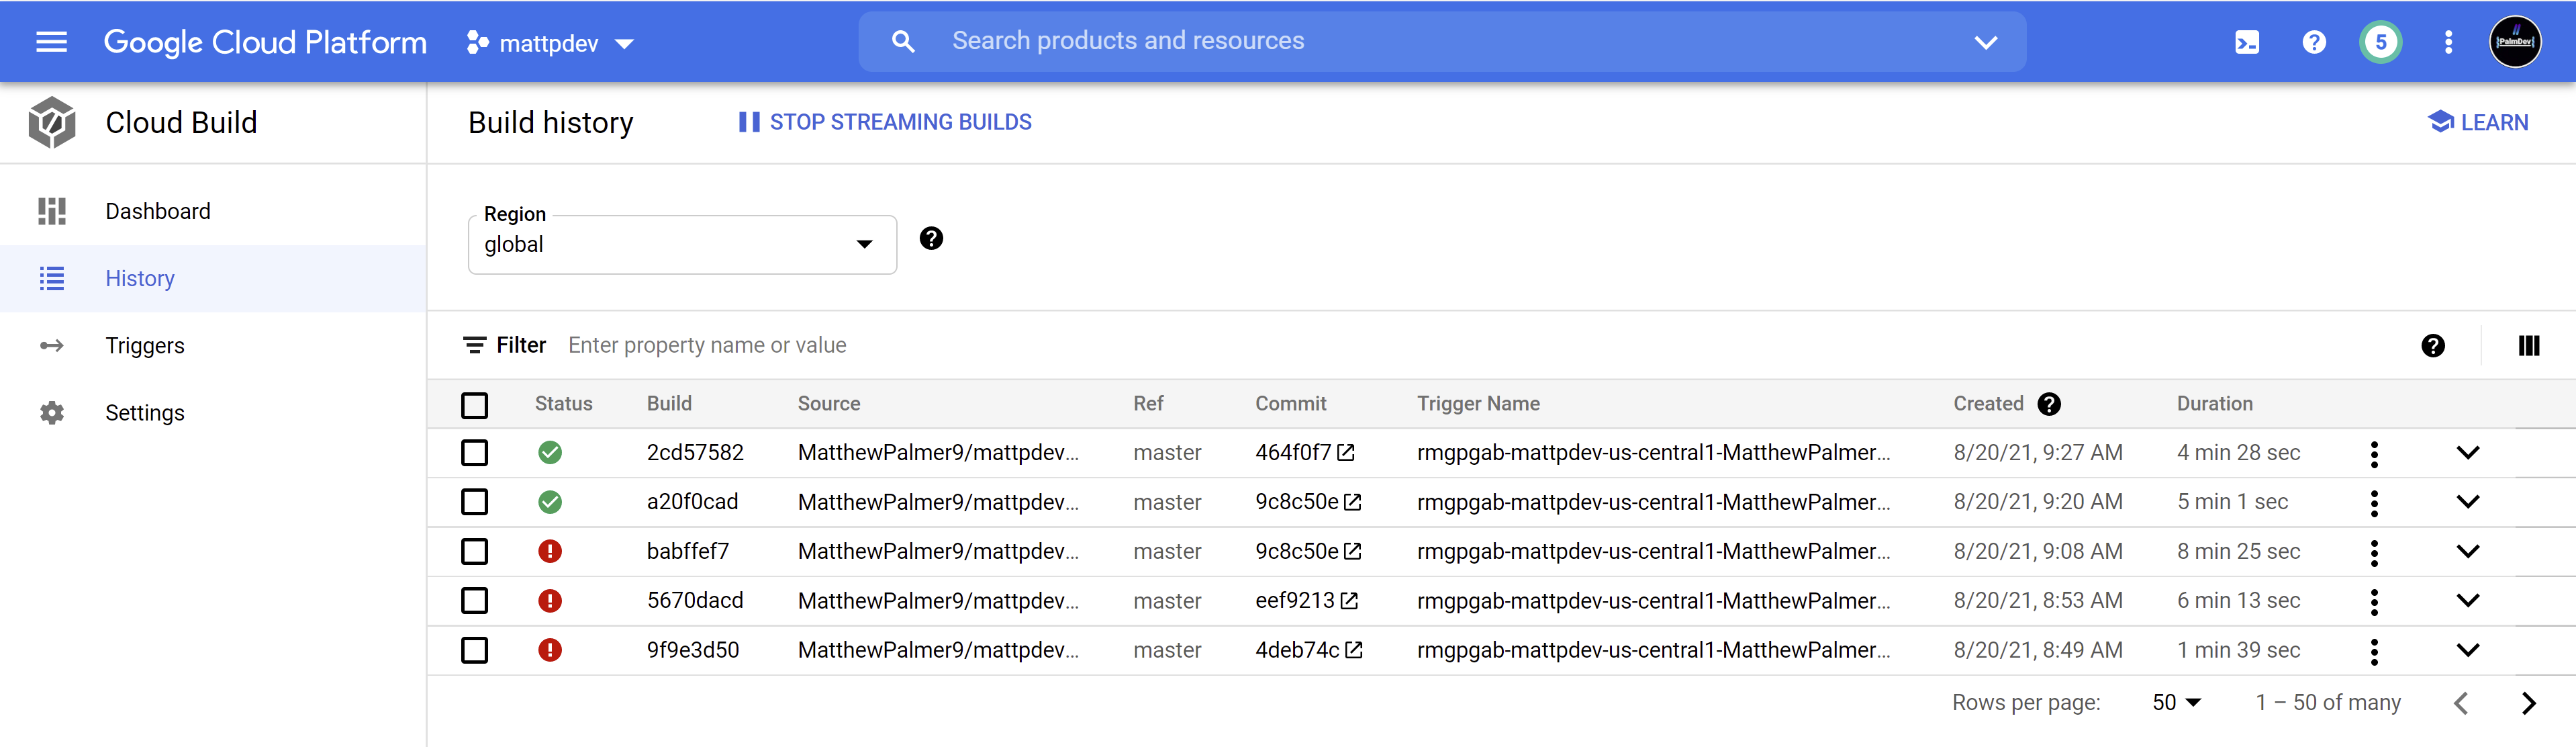 Google Cloud Platform mattpdev Search products and resources 5 PalmDev
Cloud Build
Build history STOP STREAMING BUILDS LEARN
Dashboard
History
Triggers
Settings
Region
global
Filter Enter property name or value
Status Build Source Ref Commit Trigger Name Created Duration
2cd57582 MatthewPalmer9/mattpdev... master 464f0f7 rmgpgab-mattpdev-us-central1-MatthewPalmer... 8/20/21, 9:27 AM 4 min 28 sec
a20f0cad MatthewPalmer9/mattpdev... master 9c8c50e rmgpgab-mattpdev-us-central1-MatthewPalmer... 8/20/21, 9:20 AM 5 min 1 sec
babffef7 MatthewPalmer9/mattpdev... master 9c8c50e rmgpgab-mattpdev-us-central1-MatthewPalmer... 8/20/21, 9:08 AM 8 min 25 sec
5670dacd MatthewPalmer9/mattpdev... master eef9213 rmgpgab-mattpdev-us-central1-MatthewPalmer... 8/20/21, 8:53 AM 6 min 13 sec
9f9e3d50 MatthewPalmer9/mattpdev... master 4deb74c rmgpgab-mattpdev-us-central1-MatthewPalmer... 8/20/21, 8:49 AM 1 min 39 sec
Rows per page: 50 1 – 50 of many